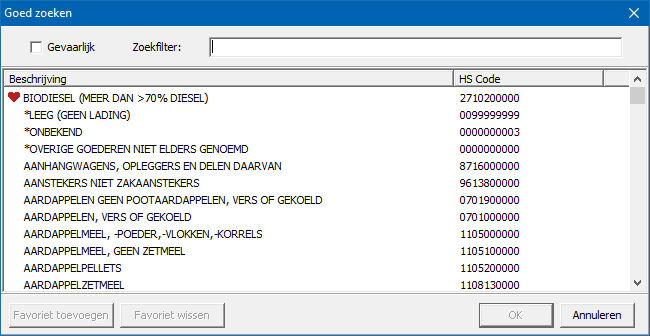 Goed zoeken
Gevaarlijk Zoekfilter:
Beschrijving HS Code
BIODIESEL (MEER DAN >70% DIESEL) 2710200000
*LEEG (GEEN LADING) 0099999999
*ONBEKEND 0000000003
*OVERIGE GOEDEREN NIET ELDERS GENOEMD 0000000000
AANHANGWAGENS, OPLEGGERS EN DELEN DAARVAN 8716000000
AANSTEKERS NIET ZAKAANSTEKERS 9613800000
AARDAPPELEN GEEN POOTAARDAPPELEN, VERS OF GEKOELD 0701900000
AARDAPPELEN, VERS OF GEKOELD 0701000000
AARDAPPELMEEL, -POEDER,-VLOKKEN,-KORRELS 1105000000
AARDAPPELMEEL, GEEN ZETMEEL 1105100000
AARDAPPELPELLETS 1105200000
AARDAPPELZETMEEL 1108130000
Favoriet toevoegen Favoriet wissen OK Annuleren